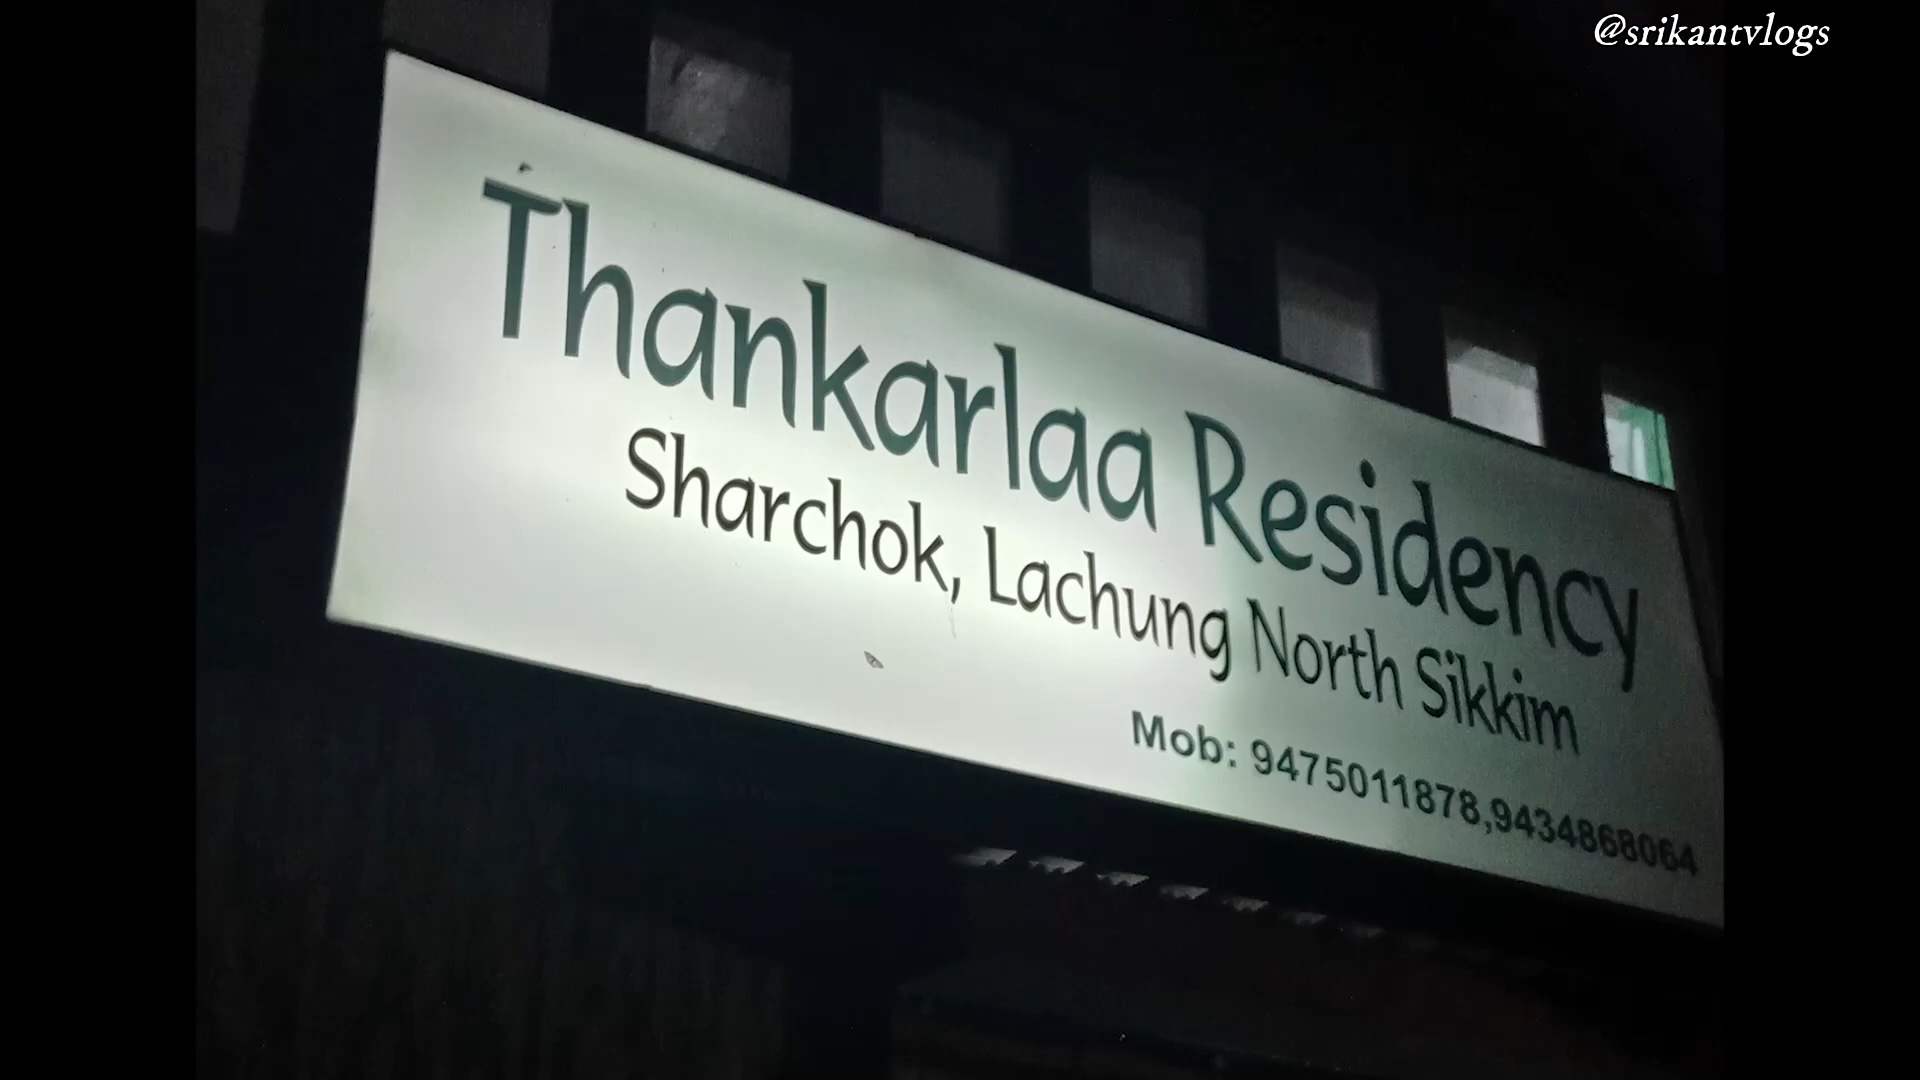 @srikantvlogs
Thankarlaa Residency
Sharchok, Lachung North Sikkim
Mob: 9475011878,9434868064